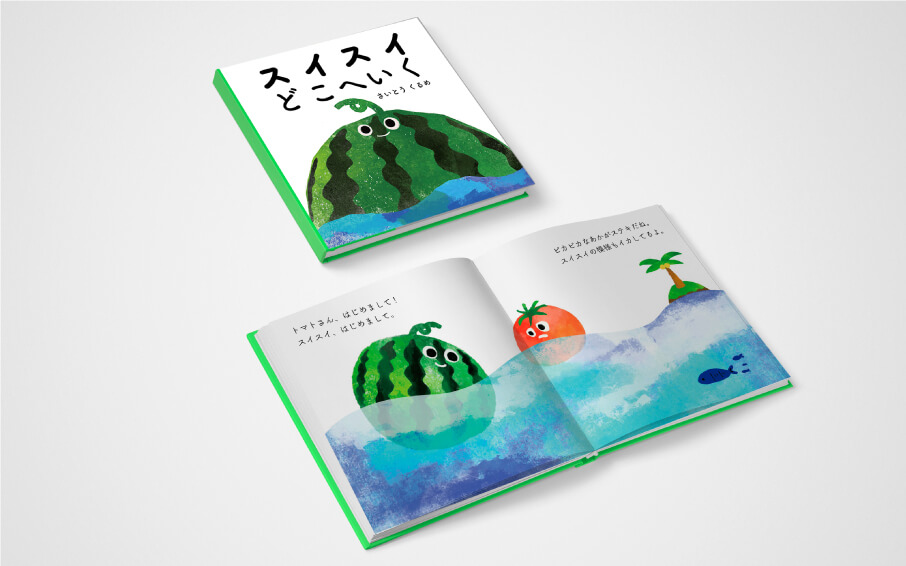 スイスイ
どこへいく
さいとう くるめ
トマトさん、はじめまして！
スイスイ、はじめまして。
ピカピカなあかがステキだね。
スイスイの模様もイカしてるよ。